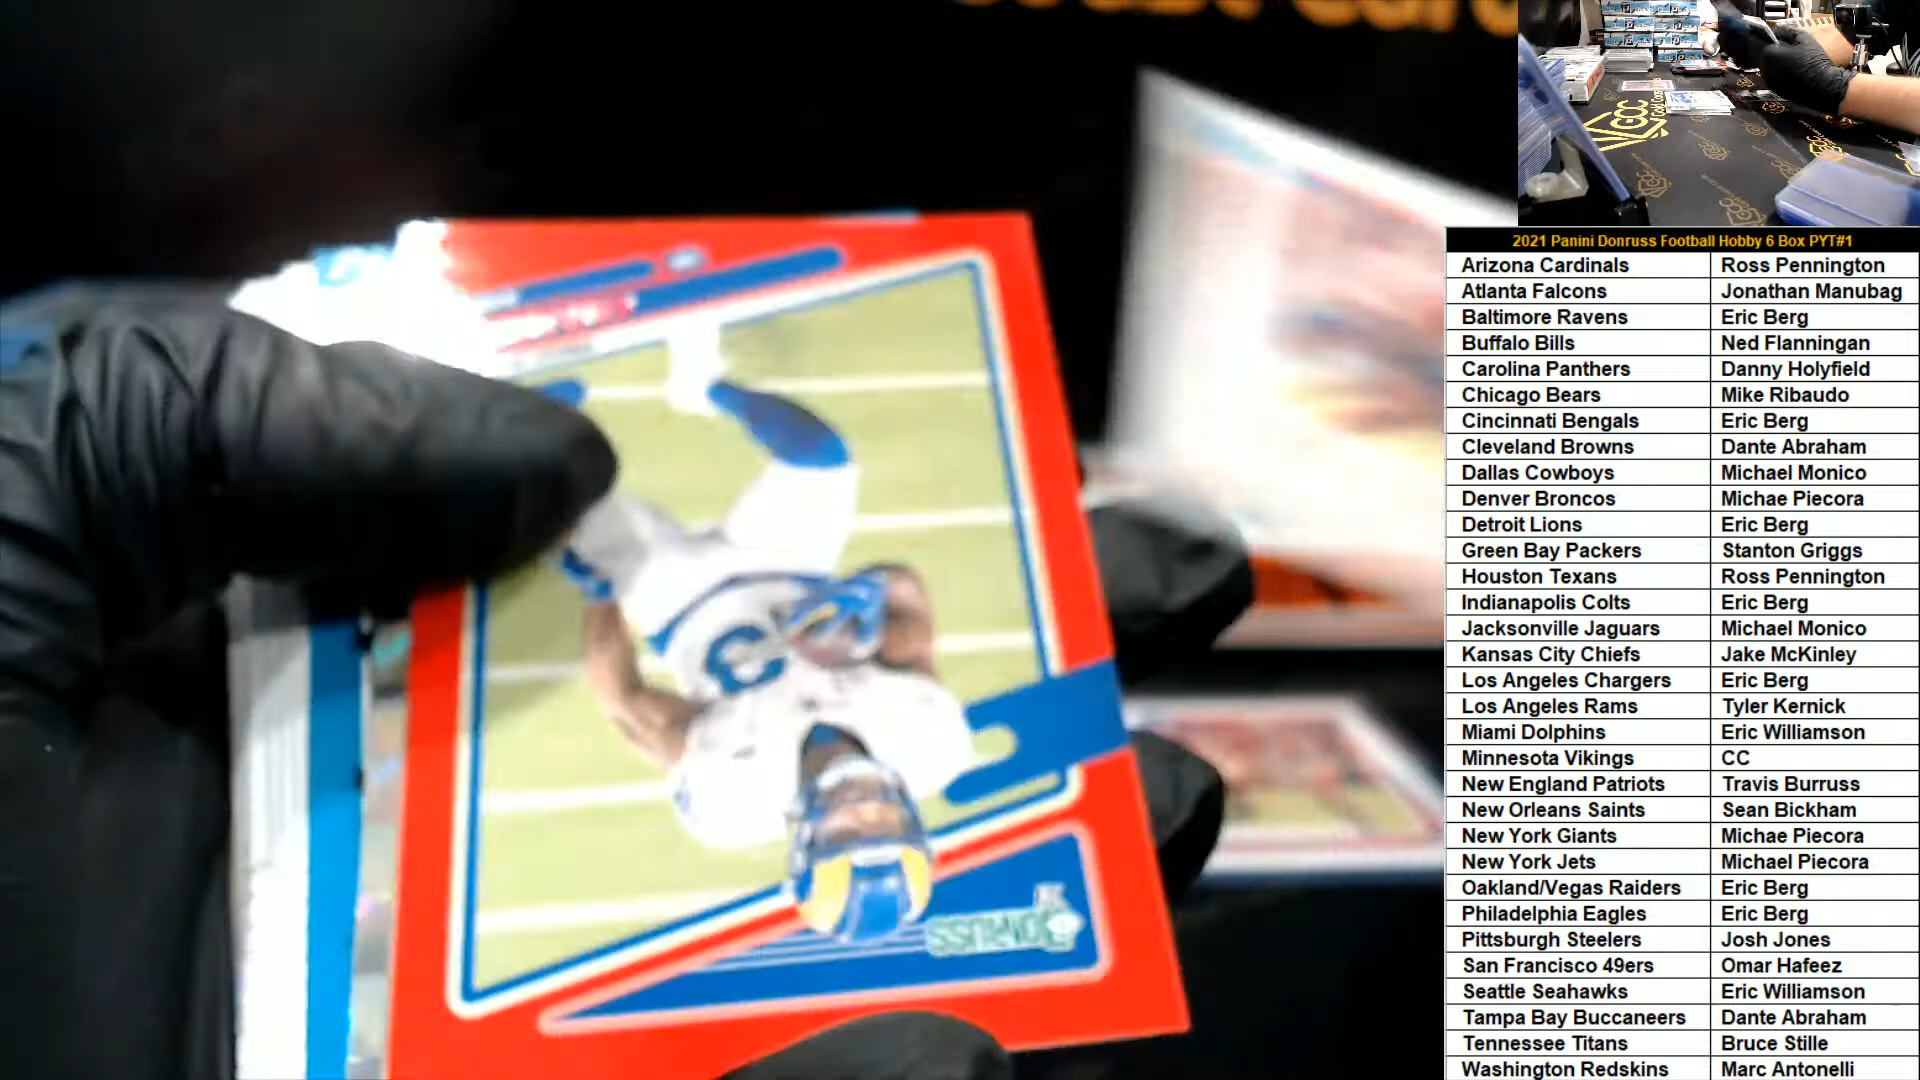 2021 Panini Donruss Football Hobby 6 Box PYT#1
Arizona Cardinals Ross Pennington
Atlanta Falcons Jonathan Manubag
Baltimore Ravens Eric Berg
Buffalo Bills Ned Flanningan
Carolina Panthers Danny Holyfield
Chicago Bears Mike Ribaudo
Cincinnati Bengals Eric Berg
Cleveland Browns Dante Abraham
Dallas Cowboys Michael Monico
Denver Broncos Michae Piecora
Detroit Lions Eric Berg
Green Bay Packers Stanton Griggs
Houston Texans Ross Pennington
Indianapolis Colts Eric Berg
Jacksonville Jaguars Michael Monico
Kansas City Chiefs Jake McKinley
Los Angeles Chargers Eric Berg
Los Angeles Rams Tyler Kernick
Miami Dolphins Eric Williamson
Minnesota Vikings CC
New England Patriots Travis Burruss
New Orleans Saints Sean Bickham
New York Giants Michae Piecora
New York Jets Michael Piecora
Oakland/Vegas Raiders Eric Berg
Philadelphia Eagles Eric Berg
Pittsburgh Steelers Josh Jones
San Francisco 49ers Omar Hafeez
Seattle Seahawks Eric Williamson
Tampa Bay Buccaneers Dante Abraham
Tennessee Titans Bruce Stille
Washington Redskins Marc Antonelli
DONRUSS
3
GCC